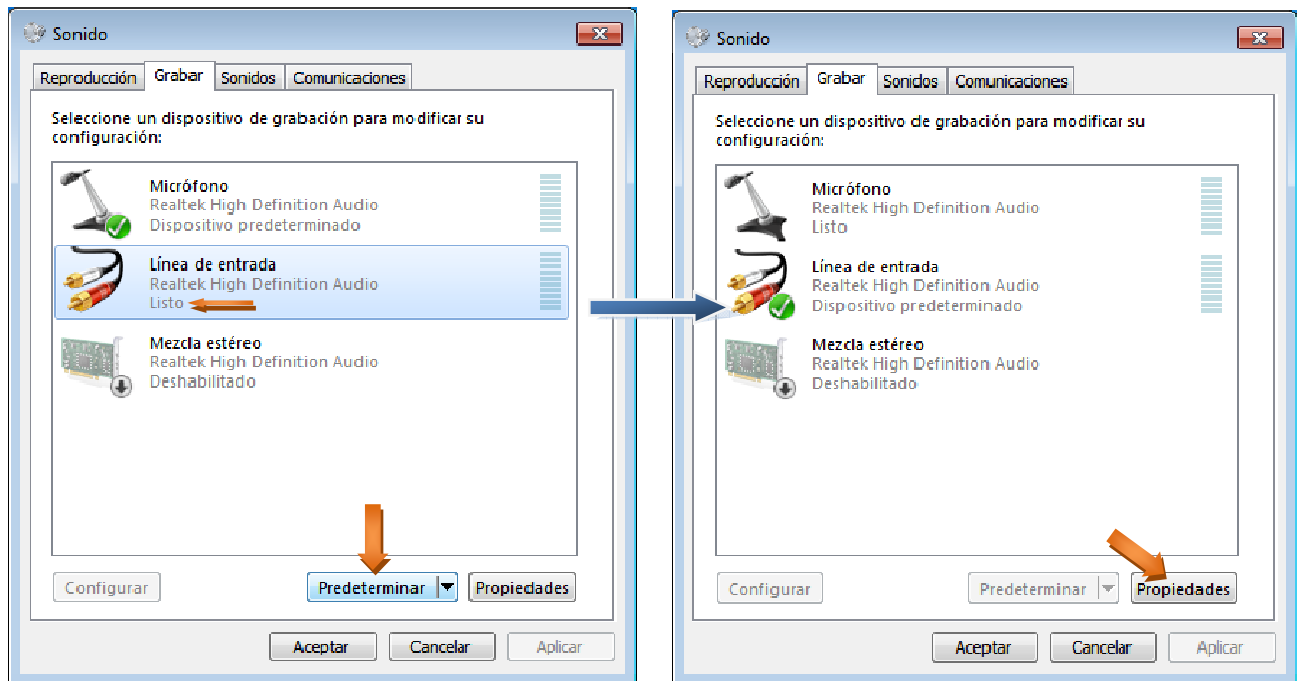 Sonido
Reproducción Grabar Sonidos Comunicaciones
Seleccione un dispositivo de grabación para modificar su
configuración:
Micrófono
Realtek High Definition Audio
Dispositivo predeterminado
Línea de entrada
Realtek High Definition Audio
Listo
Mezcla estéreo
Realtek High Definition Audio
Deshabilitado
Configurar Predeterminar Propiedades
Aceptar Cancelar Aplicar
Sonido
Reproducción Grabar Sonidos Comunicaciones
Seleccione un dispositivo de grabación para modificar su
configuración:
Micrófono
Realtek High Definition Audio
Listo
Línea de entrada
Realtek High Definition Audio
Dispositivo predeterminado
Mezcla estéreo
Realtek High Definition Audio
Deshabilitado
Configurar Predeterminar Propiedades
Aceptar Cancelar Aplicar